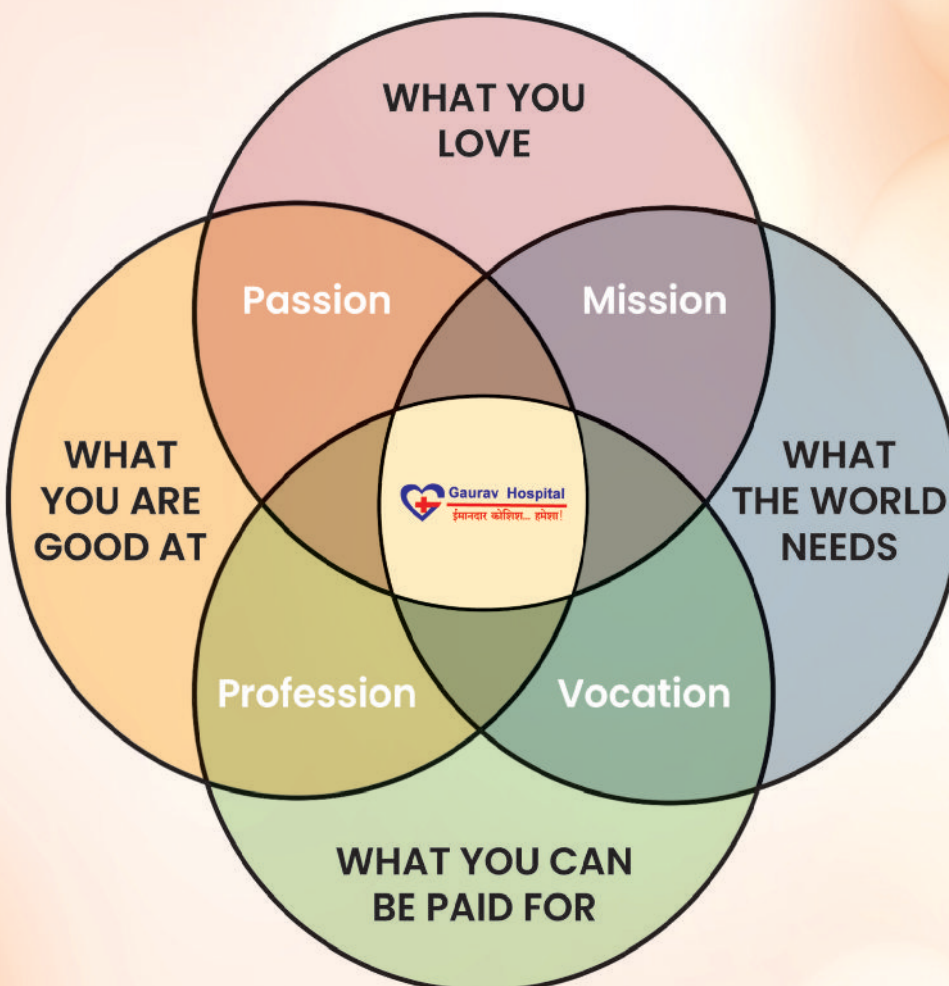 WHAT YOU
LOVE
Passion
Mission
WHAT
YOU ARE
GOOD AT
Gaurav Hospital
ईमानदार कोशिश... हमेशा!
WHAT
THE WORLD
NEEDS
Profession
Vocation
WHAT YOU CAN
BE PAID FOR